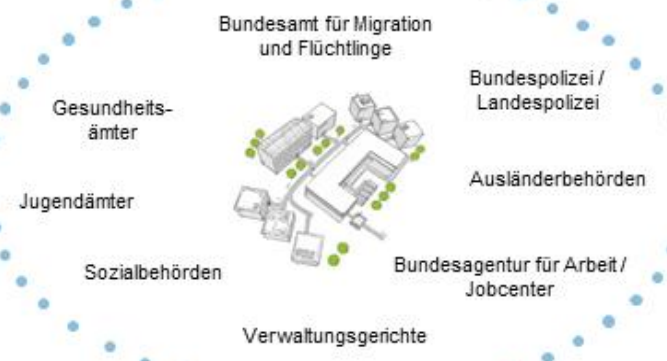 Bundesamt für Migration
und Flüchtlinge
Bundespolizei /
Landespolizei
Gesundheits-
ämter
Ausländerbehörden
Jugendämter
Bundesagentur für Arbeit /
Jobcenter
Sozialbehörden
Verwaltungsgerichte